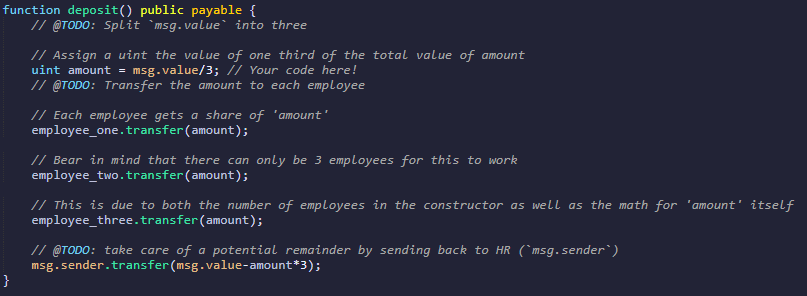 function deposit() public payable {
// @TODO: Split `msg.value` into three
// Assign a uint the value of one third of the total value of amount
uint amount = msg.value/3; // Your code here!
// @TODO: Transfer the amount to each employee
// Each employee gets a share of 'amount'
employee_one.transfer(amount);
// Bear in mind that there can only be 3 employees for this to work
employee_two.transfer(amount);
// This is due to both the number of employees in the constructor as well as the math for 'amount' itself
employee_three.transfer(amount);
// @TODO: take care of a potential remainder by sending back to HR (`msg.sender`)
msg.sender.transfer(msg.value-amount*3);
}